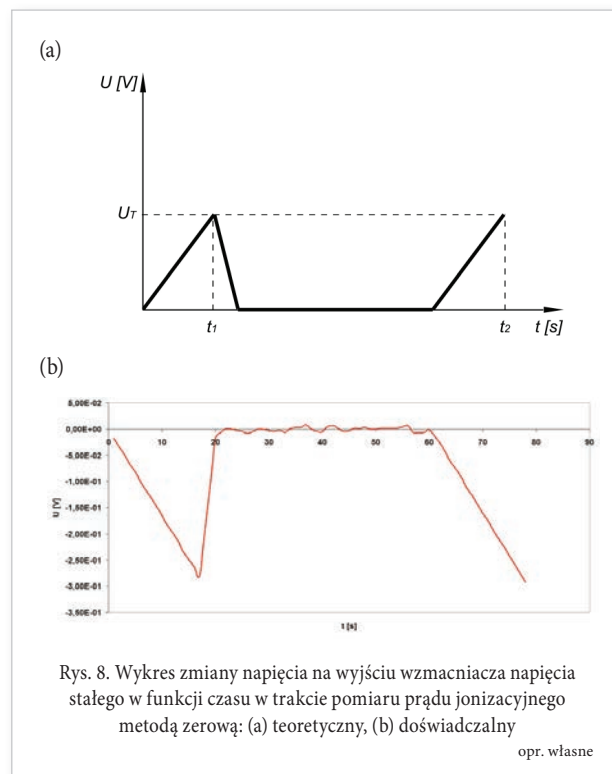 (a)
U [V]
UT
t1
t2
t [s]
(b)
5,00E-02
0,00E+00
0 10 20 30 40 50 60 70 80 90
-5,00E-02
-1,00E-01
-1,50E-01
-2,00E-01
-2,50E-01
-3,00E-01
-3,50E-01
U [V]
t [s]
Rys. 8. Wykres zmiany napięcia na wyjściu wzmacniacza napięcia
stałego w funkcji czasu w trakcie pomiaru prądu jonizacyjnego
metodą zerową: (a) teoretyczny, (b) doświadczalny
opr. własne